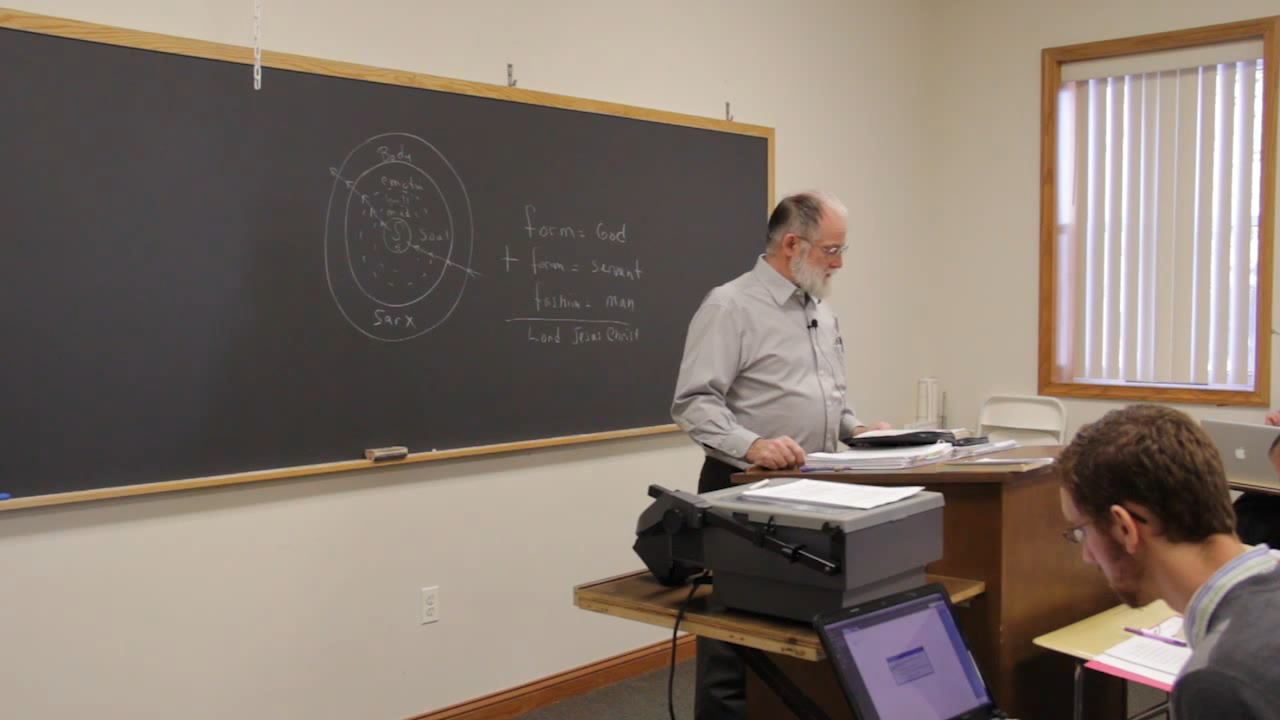 Body
emotion
will
mind
S
Soul
Sarx
form = God
+ form = servant
fashion = man
Lord Jesus Christ